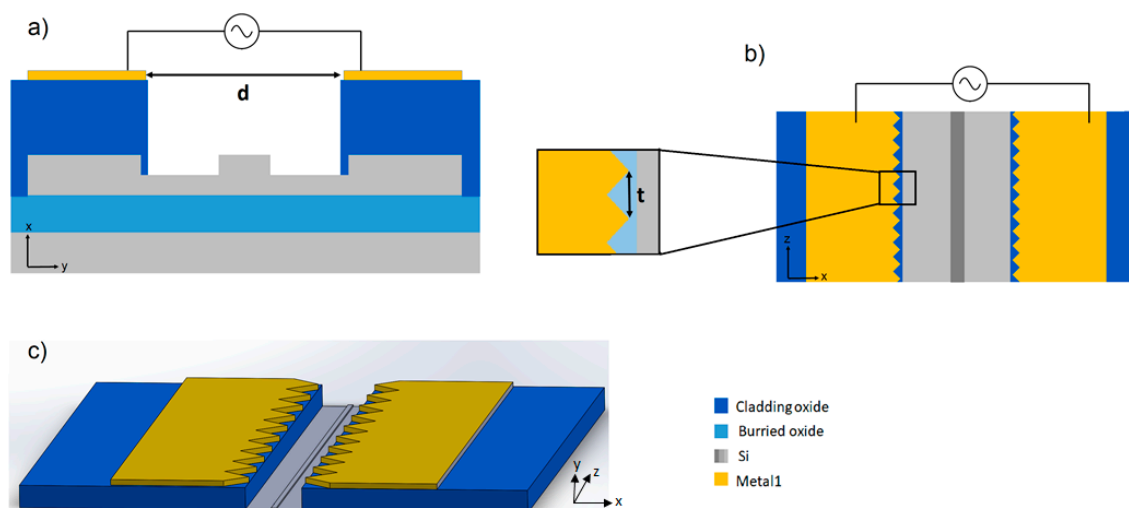 a)
d
x
y
b)
t
z
x
c)
y
z
x
Cladding oxide
Burried oxide
Si
Metal1